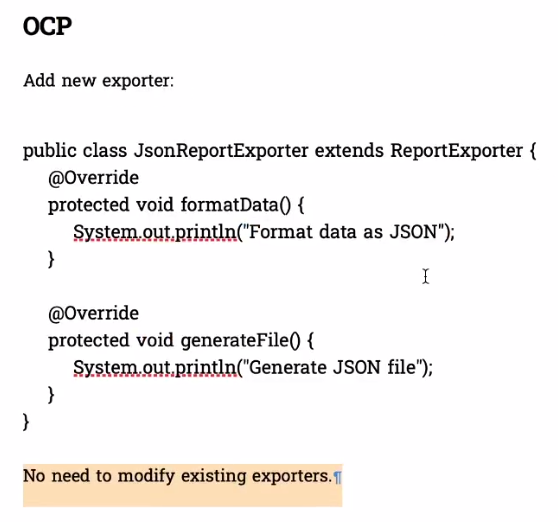 OCP
Add new exporter:
public class JsonReportExporter extends ReportExporter {
@Override
protected void formatData() {
System.out.println("Format data as JSON");
}
@Override
protected void generateFile() {
System.out.println("Generate JSON file");
}
}
No need to modify existing exporters.¶